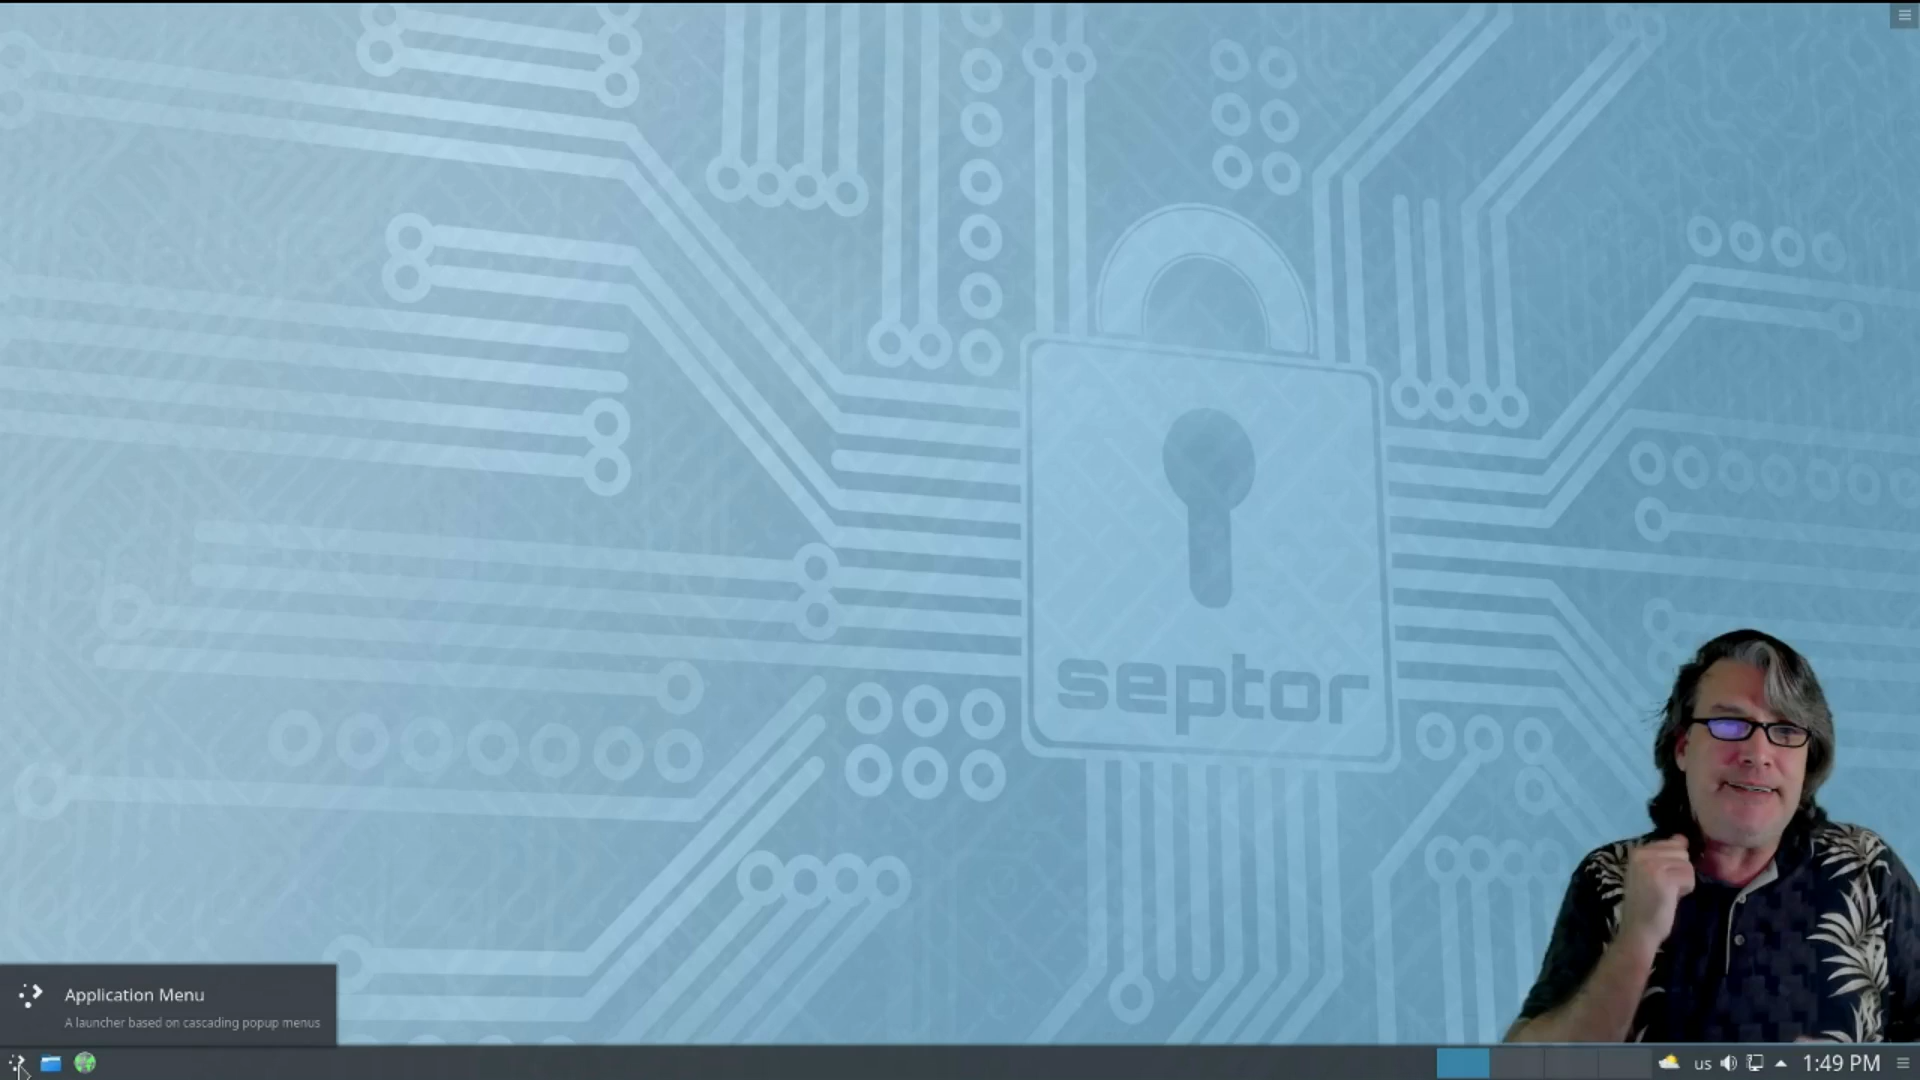 septor
Application Menu
A launcher based on cascading popup menus
us
1:49 PM